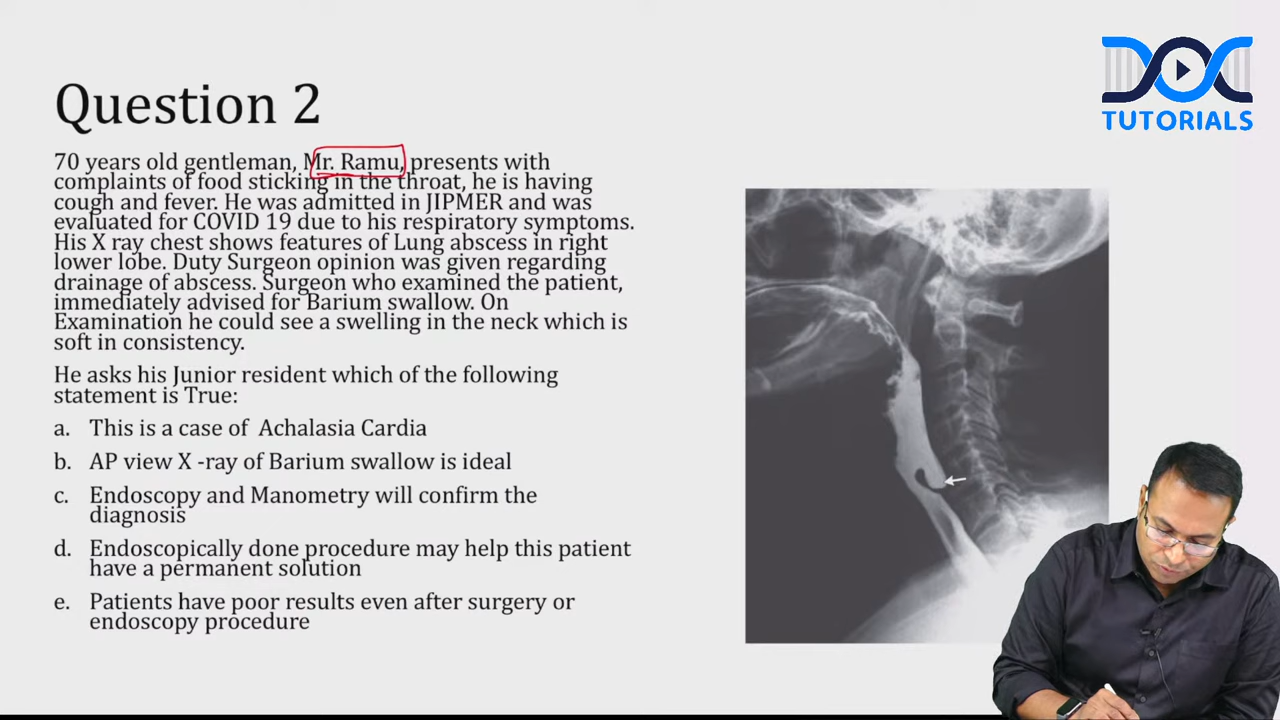 Question 2
70 years old gentleman, Mr. Ramu, presents with
complaints of food sticking in the throat, he is having
cough and fever. He was admitted in JIPMER and was
evaluated for COVID 19 due to his respiratory symptoms.
His X ray chest shows features of Lung abscess in right
lower lobe. Duty Surgeon opinion was given regarding
drainage of abscess. Surgeon who examined the patient,
immediately advised for Barium swallow. On
Examination he could see a swelling in the neck which is
soft in consistency.
He asks his Junior resident which of the following
statement is True:
a. This is a case of Achalasia Cardia
b. AP view X -ray of Barium swallow is ideal
c. Endoscopy and Manometry will confirm the
diagnosis
d. Endoscopically done procedure may help this patient
have a permanent solution
e. Patients have poor results even after surgery or
endoscopy procedure
DOC
TUTORIALS